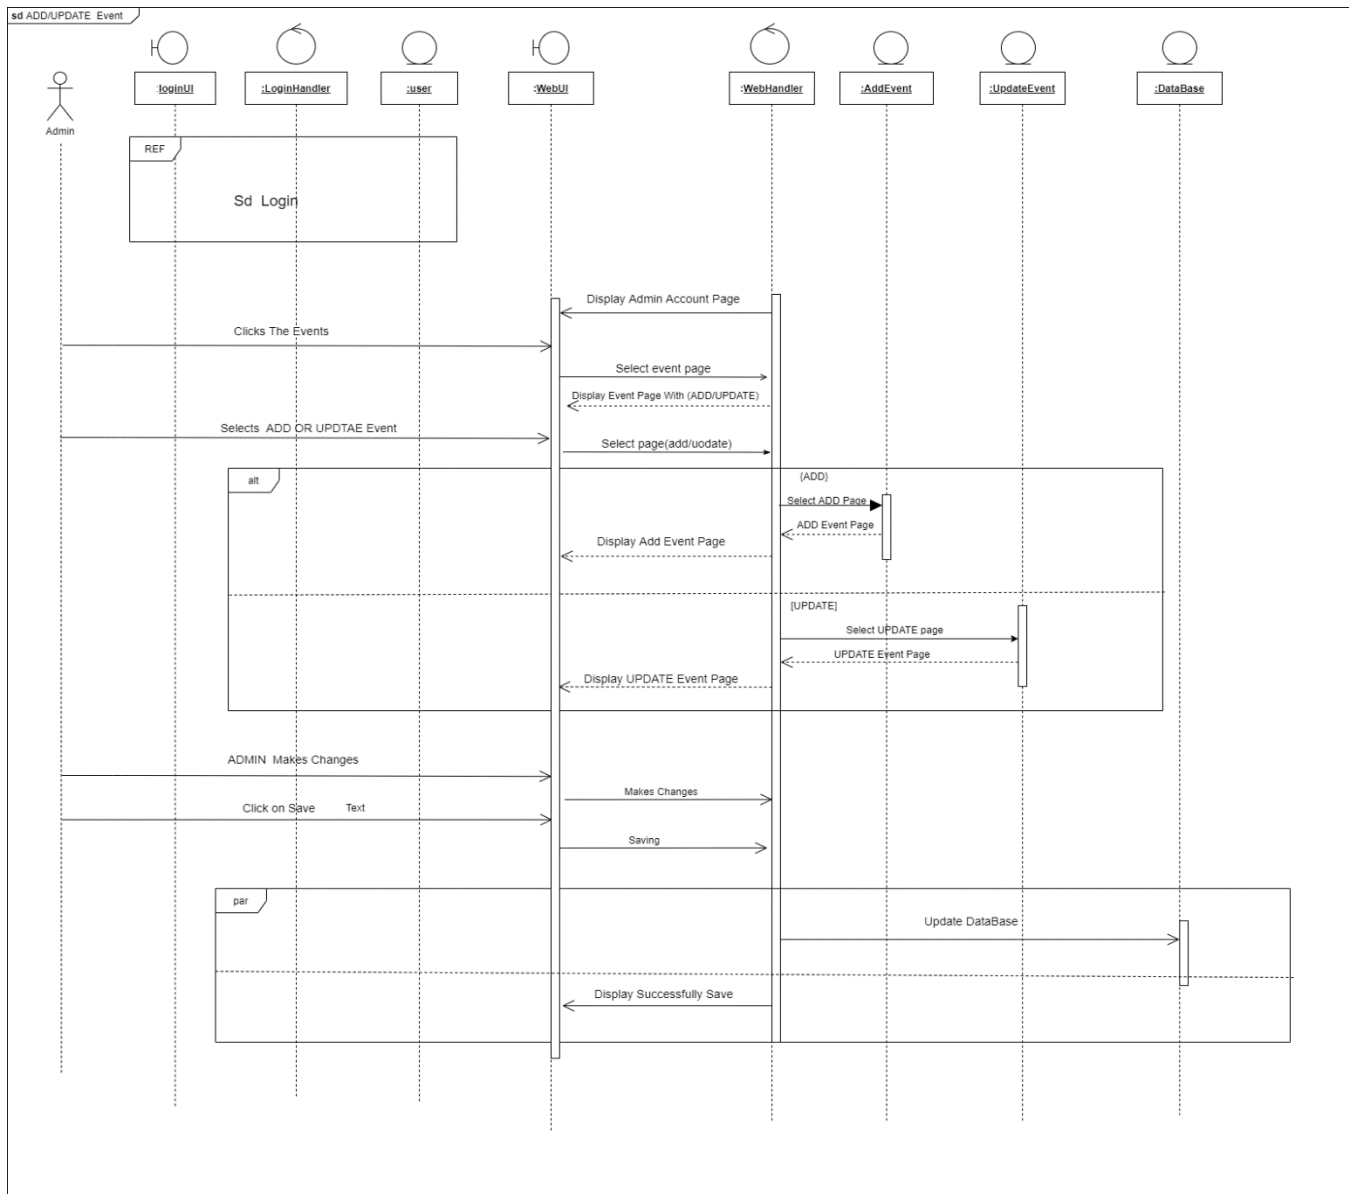 sd ADD/UPDATE Event
Admin
:loginUI
:LoginHandler
:user
:WebUI
:WebHandler
:AddEvent
:UpdateEvent
:DataBase
REF
Sd Login
Display Admin Account Page
Clicks The Events
Select event page
Display Event Page With (ADD/UPDATE)
Selects ADD OR UPDTAE Event
Select page(add/uodate)
alt
{ADD}
Select ADD Page
ADD Event Page
Display Add Event Page
[UPDATE]
Select UPDATE page
UPDATE Event Page
Display UPDATE Event Page
ADMIN Makes Changes
Makes Changes
Click on Save
Text
Saving
par
Update DataBase
Display Successfully Save